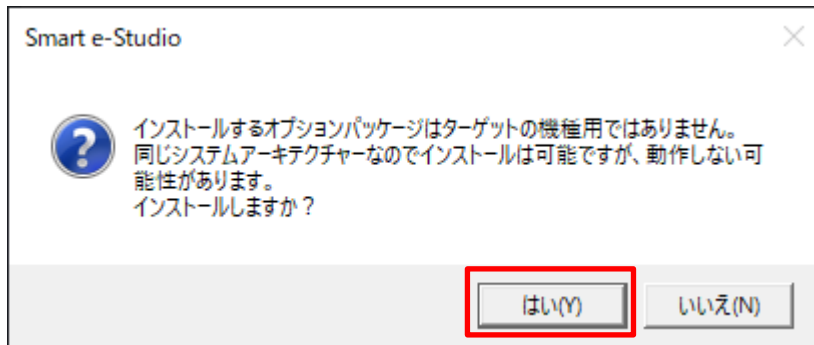 Smart e-Studio
インストールするオプションパッケージはターゲットの機種用ではありません。
同じシステムアーキテクチャーなのでインストールは可能ですが、動作しない可
能性があります。
インストールしますか？
はい(Y)
いいえ(N)